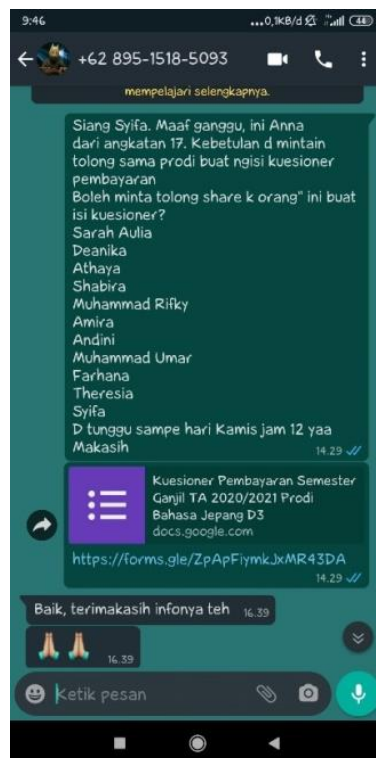 9:46
...0,1KB/d
44
+62 895-1518-5093
mempelajari selengkapnya.
Siang Syifa. Maaf ganggu, ini Anna
dari angkatan 17. Kebetulan d mintain
tolong sama prodi buat ngisi kuesioner
pembayaran
Boleh minta tolong share k orang" ini buat
isi kuesioner?
Sarah Aulia
Deanika
Athaya
Shabira
Muhammad Rifky
Amira
Andini
Muhammad Umar
Farhana
Theresia
Syifa
D tunggu sampe hari Kamis jam 12 yaa
Makasih
14.29
Kuesioner Pembayaran Semester
Ganjil TA 2020/2021 Prodi
Bahasa Jepang D3
docs.google.com
https://forms.gle/ZpApFiymkJxMR43DA
14.29
Baik, terimakasih infonya teh 16.39
16.39
Ketik pesan